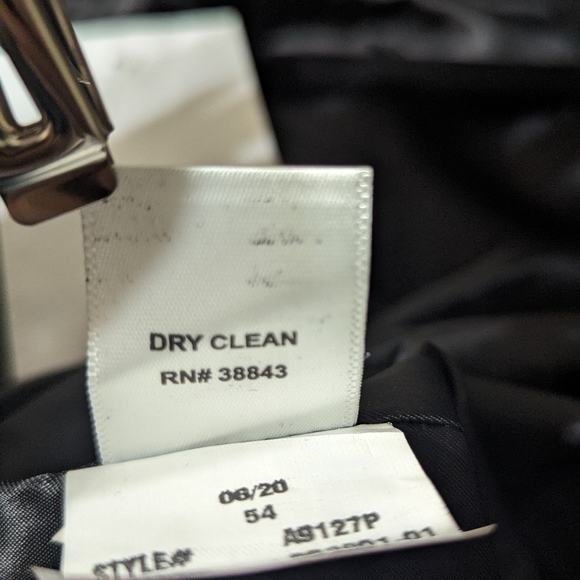 DRY CLEAN
RN# 38843
06/20
54
A9127P
STYLE#